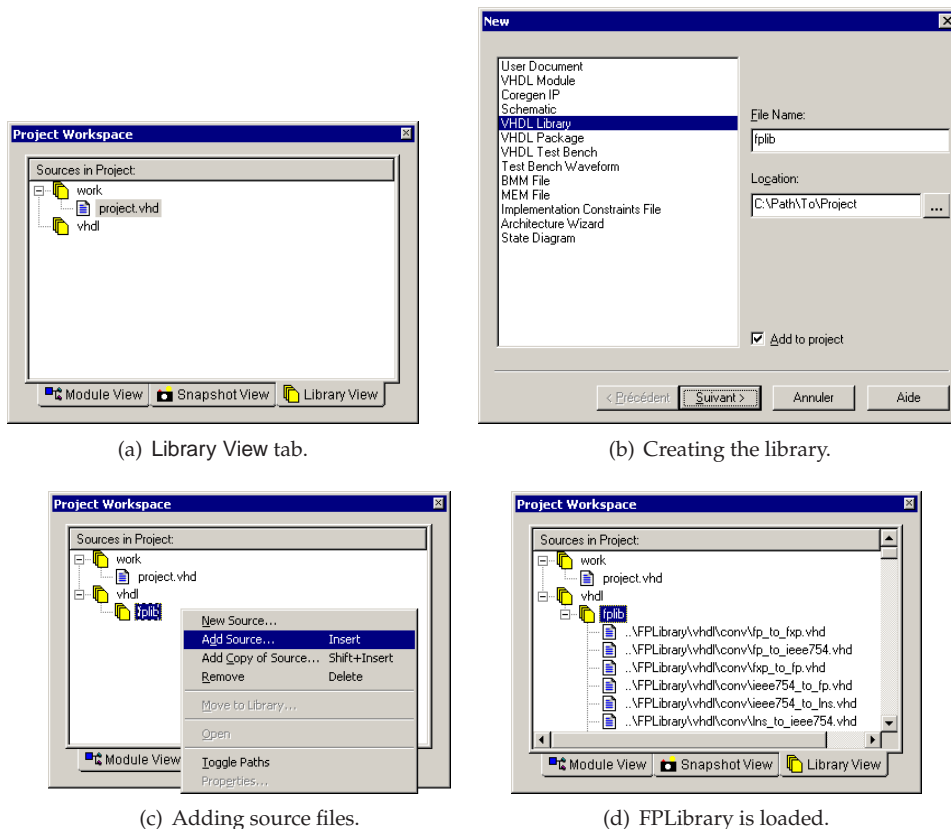 Project Workspace
Sources in Project:
work
project.vhd
vhdl
Module View
Snapshot View
Library View
(a) Library View tab.
New
User Document
VHDL Module
Coregen IP
Schematic
VHDL Library
VHDL Package
VHDL Test Bench
Test Bench Waveform
BMM File
MEM File
Implementation Constraints File
Architecture Wizard
State Diagram
File Name:
fplib
Location:
C:\Path\To\Project
...
Add to project
< Précédent
Suivant >
Annuler
Aide
(b) Creating the library.
Project Workspace
Sources in Project:
work
project.vhd
vhdl
fplib
New Source...
Add Source... Insert
Add Copy of Source... Shift+Insert
Remove Delete
Move to Library...
Open
Toggle Paths
Properties...
Module View
(c) Adding source files.
Project Workspace
Sources in Project:
work
project.vhd
vhdl
fplib
..\FPLibrary\vhdl\conv\fp_to_fxp.vhd
..\FPLibrary\vhdl\conv\fp_to_ieee754.vhd
..\FPLibrary\vhdl\conv\fxp_to_fp.vhd
..\FPLibrary\vhdl\conv\ieee754_to_fp.vhd
..\FPLibrary\vhdl\conv\ieee754_to_lns.vhd
..\FPLibrary\vhdl\conv\lns_to_ieee754.vhd
Module View
Snapshot View
Library View
(d) FPLibrary is loaded.